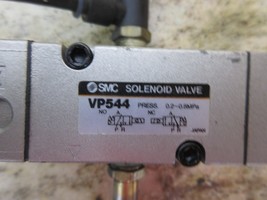 SMC SOLENOID VALVE
VP544 PRESS. 0.2~0.8MPa
NO A NC A
P R P R JAPAN